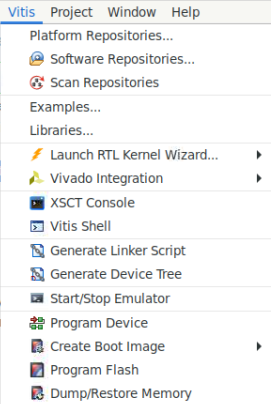 Vitis Project Window Help
Platform Repositories...
Software Repositories...
Scan Repositories
Examples...
Libraries...
Launch RTL Kernel Wizard...
Vivado Integration
XSCT Console
Vitis Shell
Generate Linker Script
Generate Device Tree
Start/Stop Emulator
Program Device
Create Boot Image
Program Flash
Dump/Restore Memory